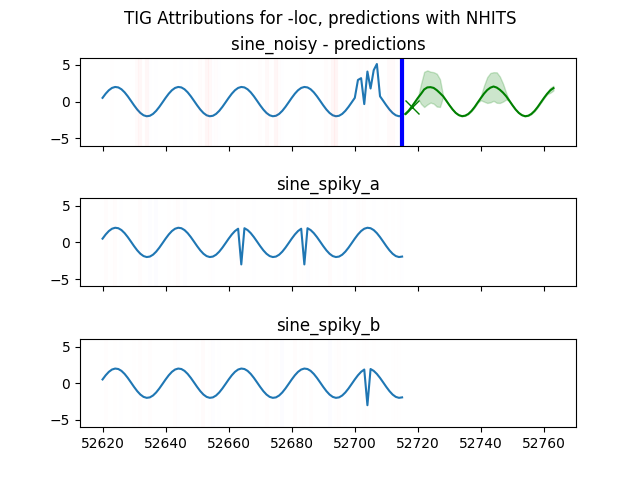 TIG Attributions for -loc, predictions with NHITS
sine_noisy - predictions
5
0
−5
sine_spiky_a
5
0
−5
sine_spiky_b
5
0
−5
52620 52640 52660 52680 52700 52720 52740 52760